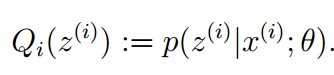 Q_i(z^{(i)}) := p(z^{(i)}|x^{(i)}; θ).